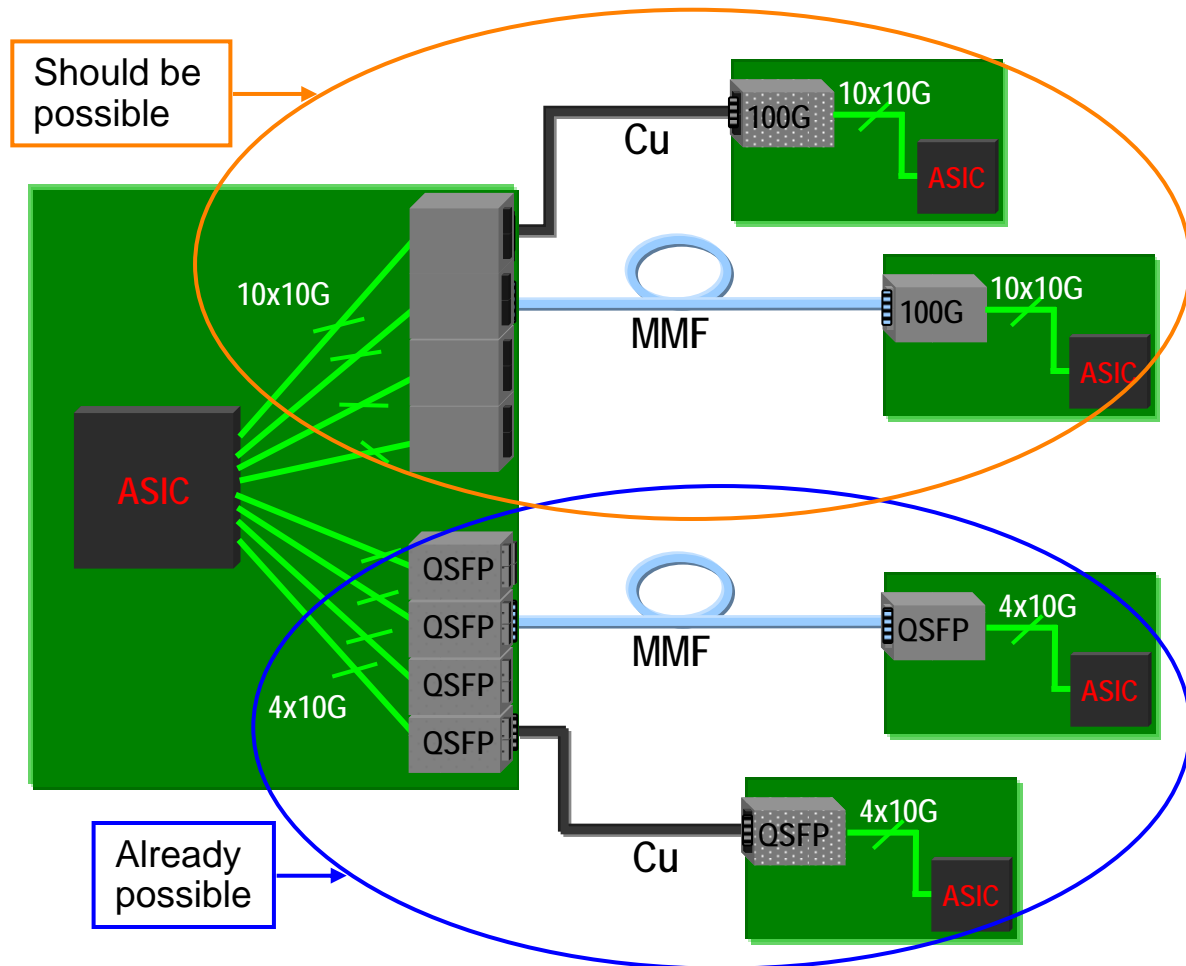 Should be
possible
10x10G
100G
Cu
ASIC
10x10G
10x10G
100G
MMF
ASIC
ASIC
QSFP
QSFP
QSFP
QSFP
4x10G
MMF
QSFP
4x10G
ASIC
Already
possible
Cu
QSFP
4x10G
ASIC